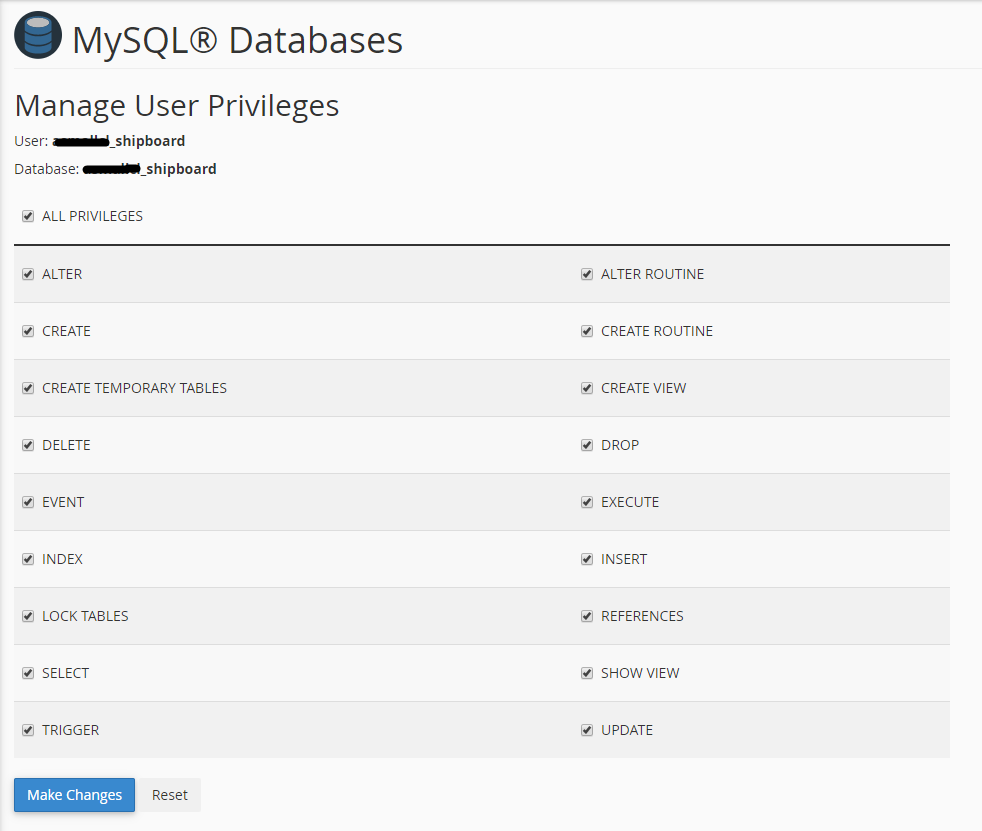 MySQL® Databases
Manage User Privileges
User: _shipboard
Database: _shipboard
ALL PRIVILEGES
ALTER ALTER ROUTINE
CREATE CREATE ROUTINE
CREATE TEMPORARY TABLES CREATE VIEW
DELETE DROP
EVENT EXECUTE
INDEX INSERT
LOCK TABLES REFERENCES
SELECT SHOW VIEW
TRIGGER UPDATE
Make Changes Reset